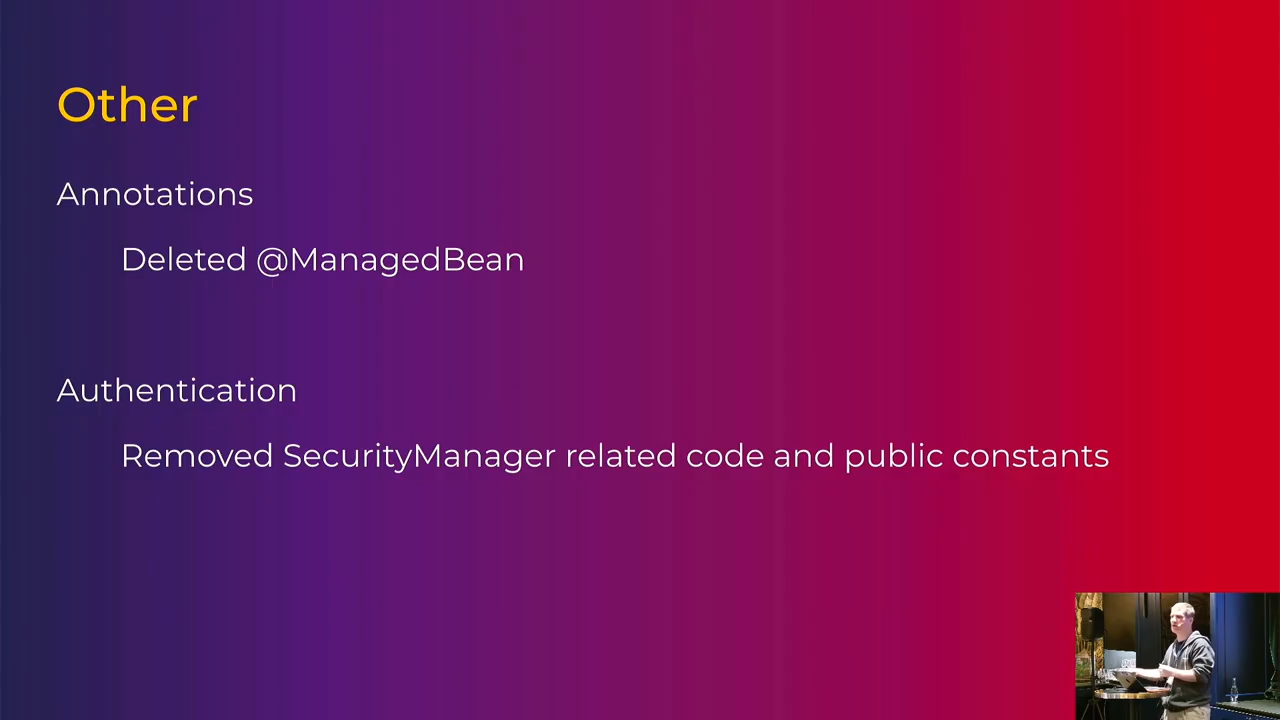 Other
Annotations
Deleted @ManagedBean
Authentication
Removed SecurityManager related code and public constants